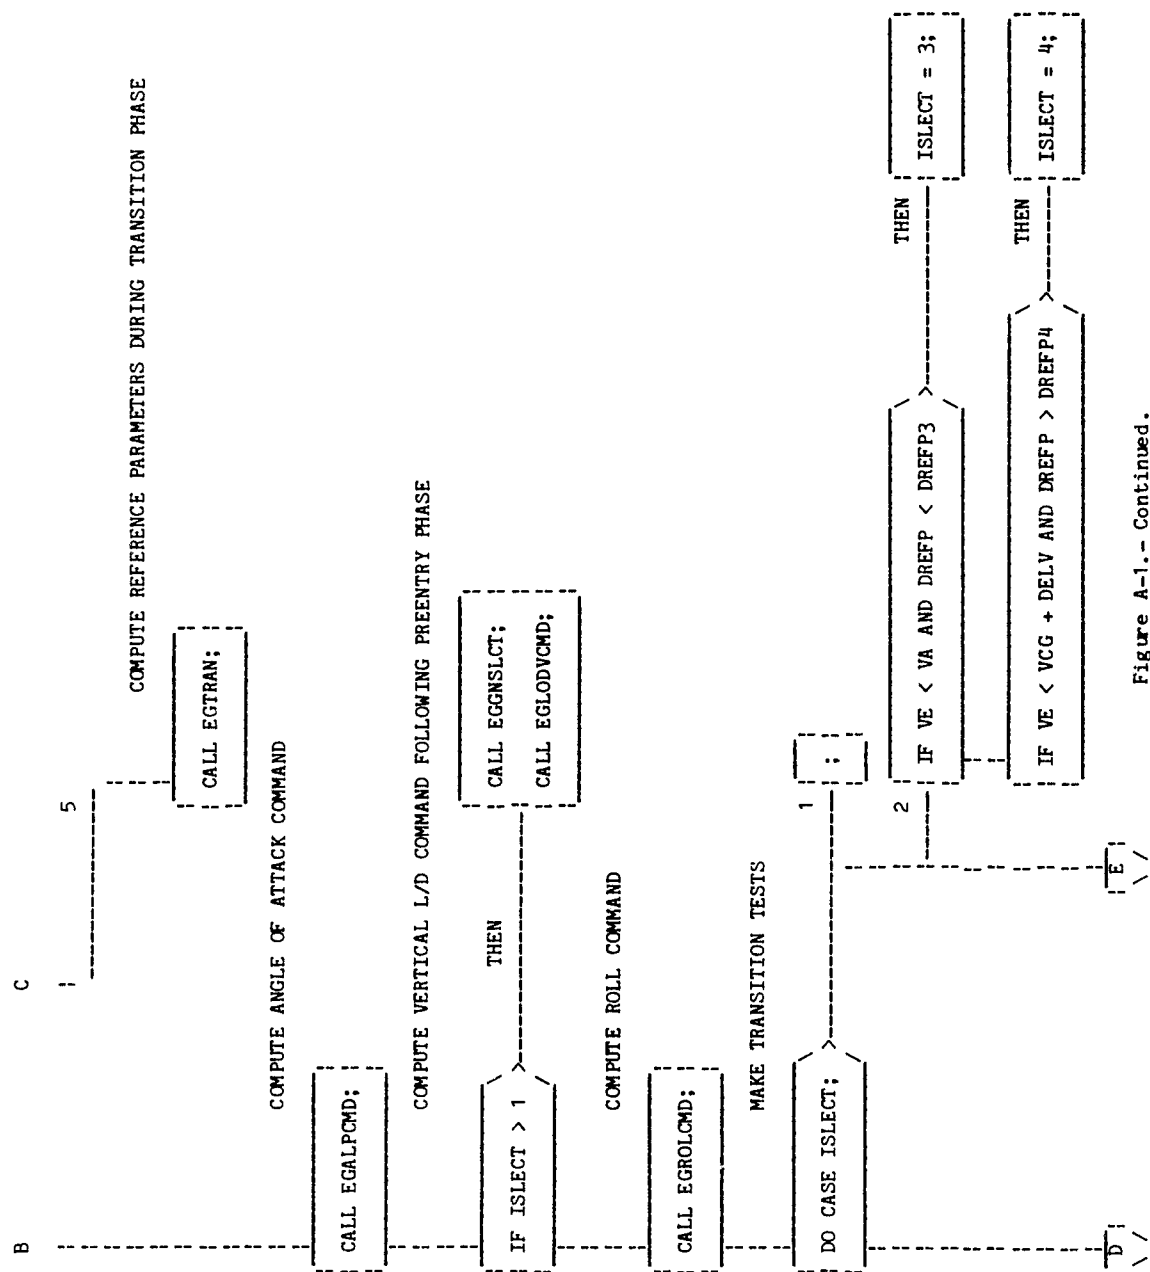 B
C
5
COMPUTE REFERENCE PARAMETERS DURING TRANSITION PHASE
CALL EGTRAN;
COMPUTE ANGLE OF ATTACK COMMAND
CALL EGALPCMD;
COMPUTE VERTICAL L/D COMMAND FOLLOWING PREENTRY PHASE
IF ISLECT > 1
THEN
CALL EGGNSLCT;
CALL EGLODVCMD;
COMPUTE ROLL COMMAND
CALL EGROLCMD;
MAKE TRANSITION TESTS
DO CASE ISLECT;
1
;
2
IF VE < VA AND DREFP < DREFP3
THEN
ISLECT = 3;
IF VE < VCG + DELV AND DREFP > DREFP4
THEN
ISLECT = 4;
D
E
Figure A-1.- Continued.